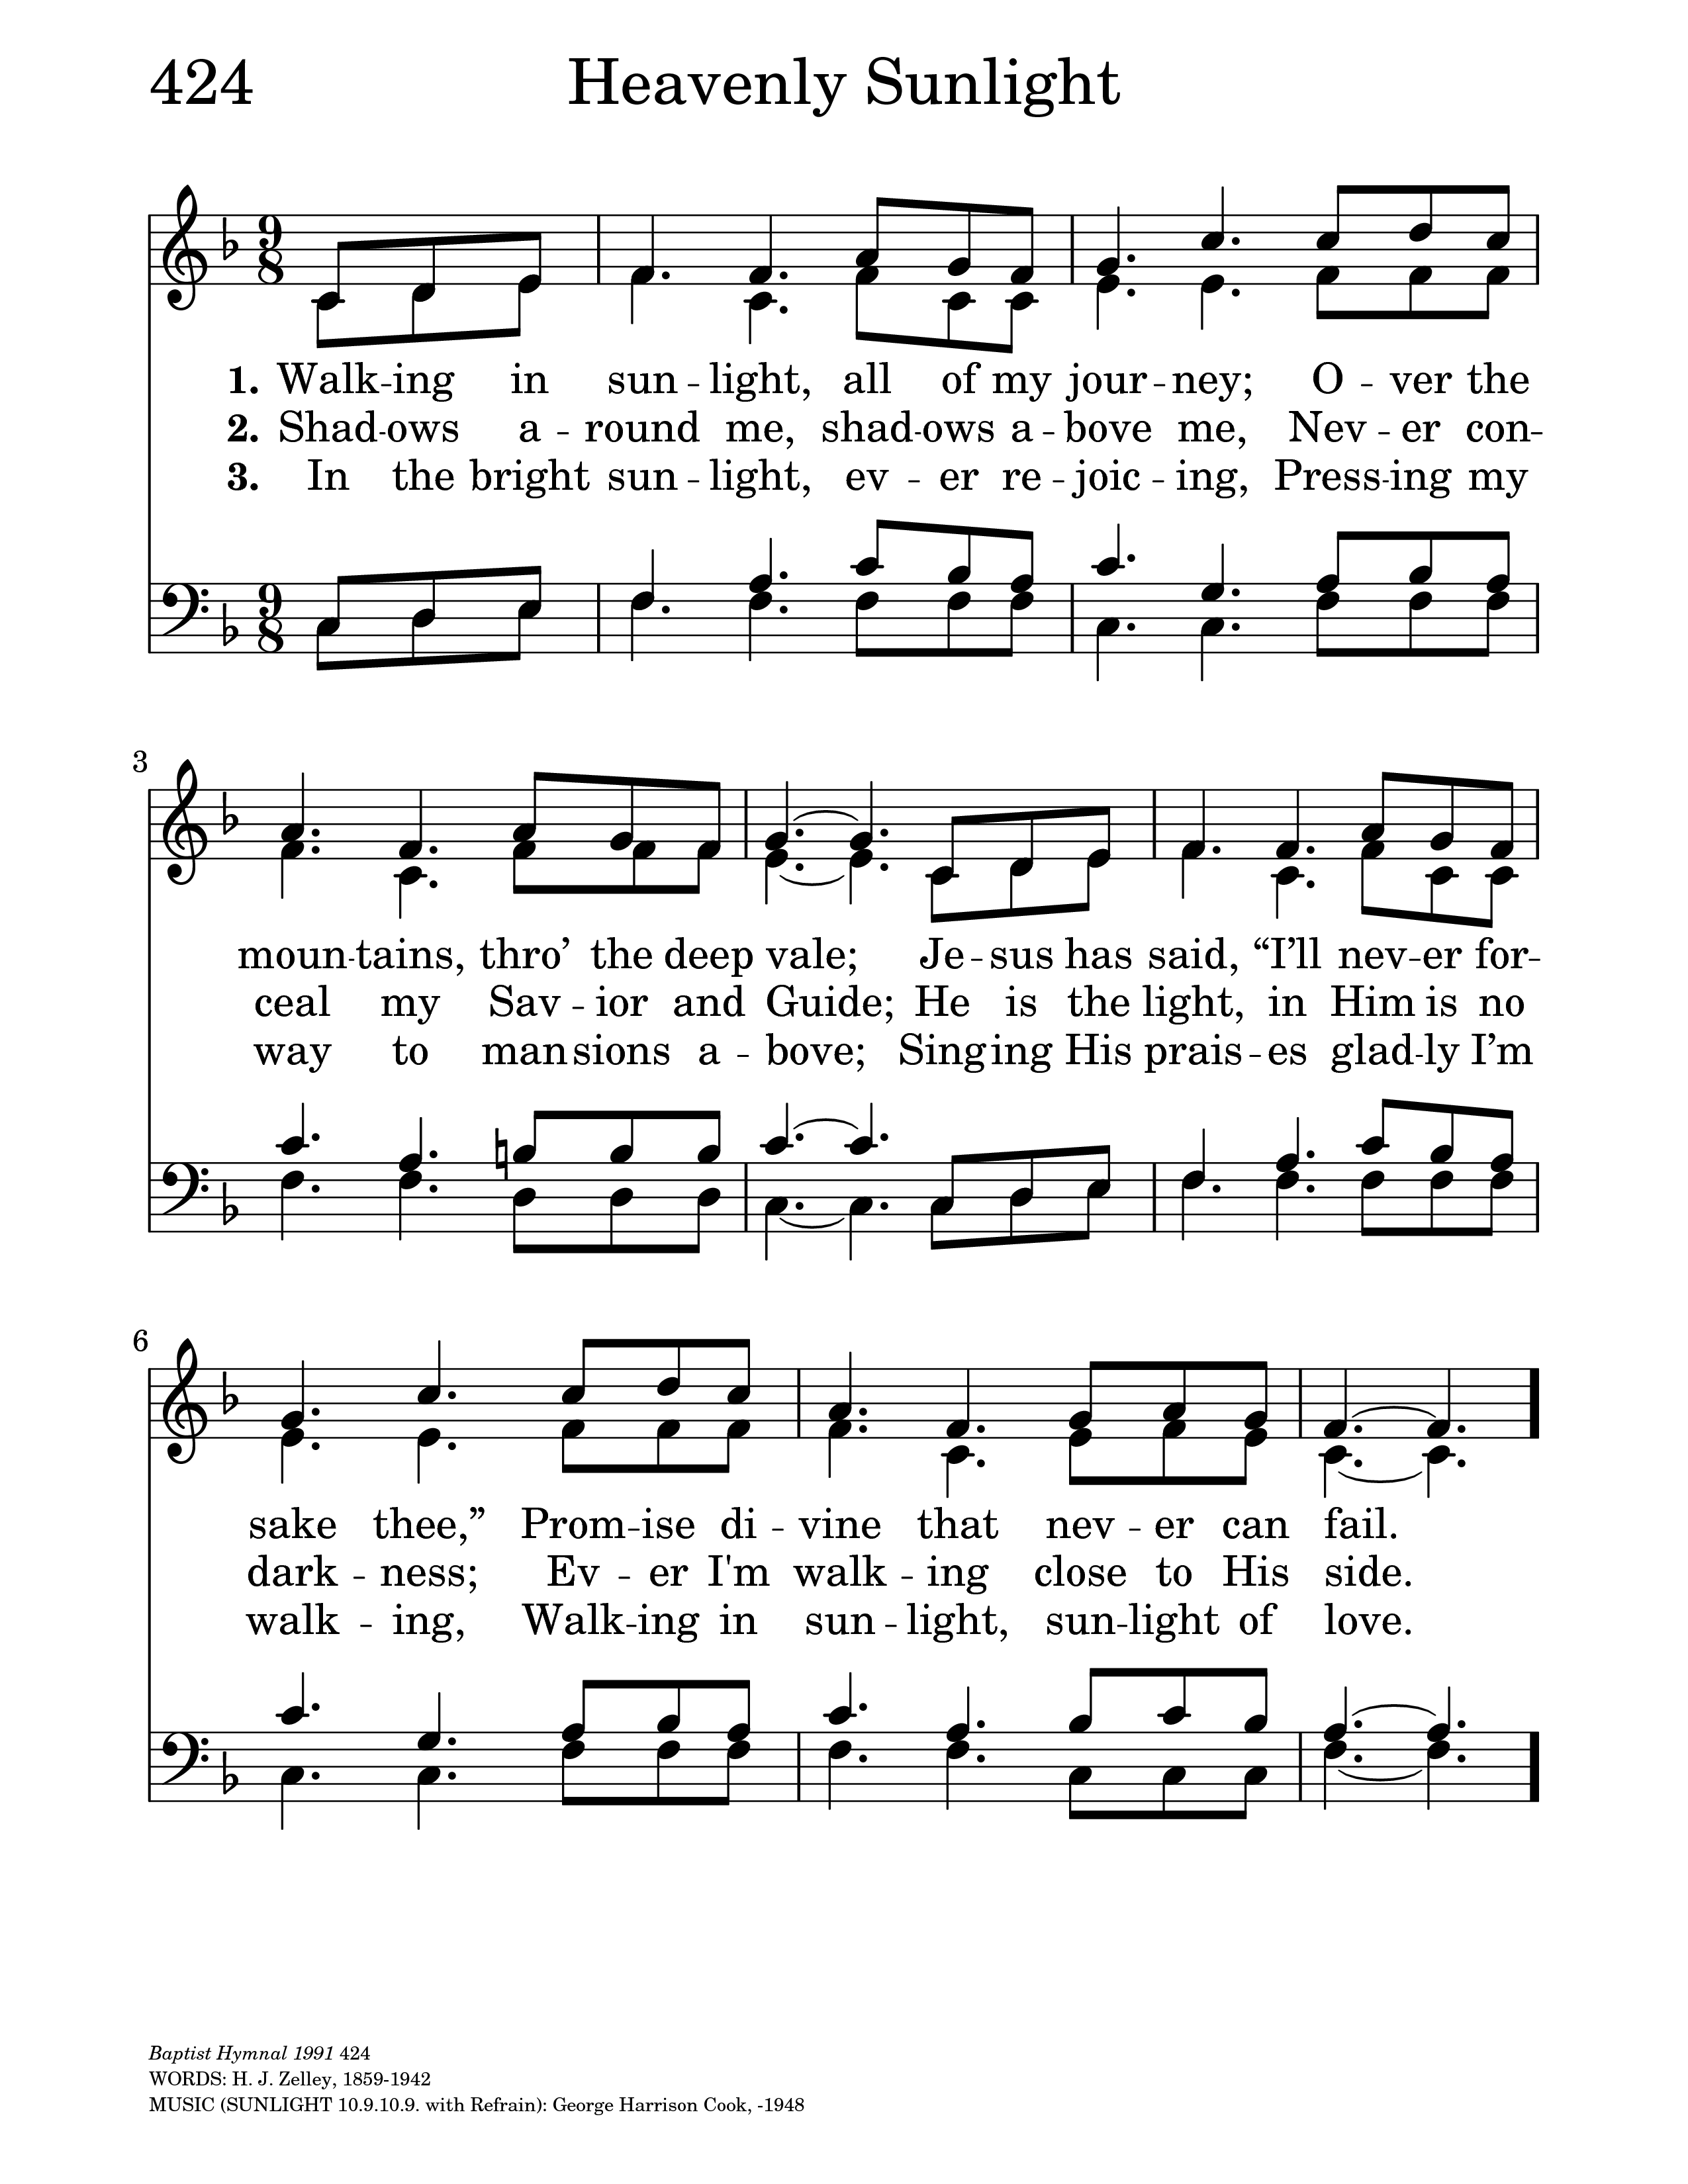 424 Heavenly Sunlight
9 8
1. Walk -- ing in sun -- light, all of my jour -- ney; O -- ver the
2. Shad -- ows a -- round me, shad -- ows a -- bove me, Nev -- er con --
3. In the bright sun -- light, ev -- er re -- joic -- ing, Press -- ing my
9 8
3
moun -- tains, thro’ the deep vale; Je -- sus has said, “I’ll nev -- er for --
ceal my Sav -- ior and Guide; He is the light, in Him is no
way to man -- sions a -- bove; Sing -- ing His prais -- es glad -- ly I’m
6
sake thee,” Prom -- ise di -- vine that nev -- er can fail.
dark -- ness; Ev -- er I'm walk -- ing close to His side.
walk -- ing, Walk -- ing in sun -- light, sun -- light of love.
Baptist Hymnal 1991 424
WORDS: H. J. Zelley, 1859-1942
MUSIC (SUNLIGHT 10.9.10.9. with Refrain): George Harrison Cook, -1948